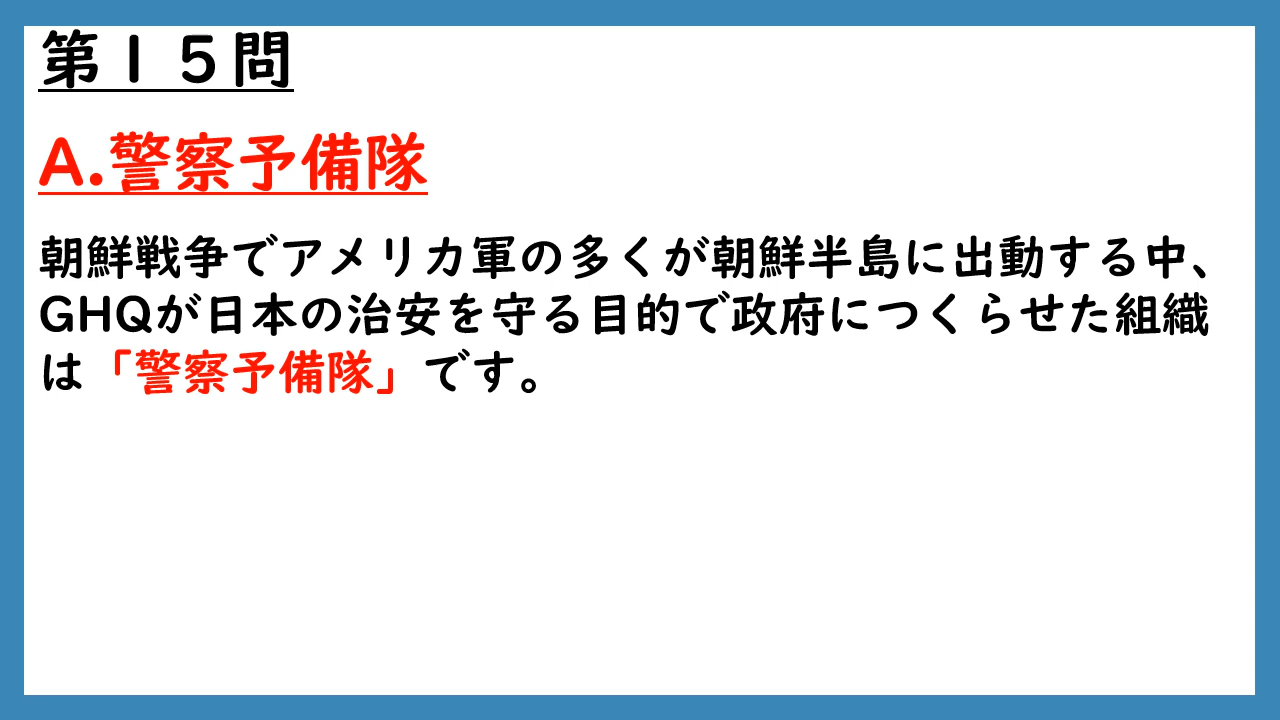 第１５問
A.警察予備隊
朝鮮戦争でアメリカ軍の多くが朝鮮半島に出動する中、
GHQが日本の治安を守る目的で政府につくらせた組織
は「警察予備隊」です。